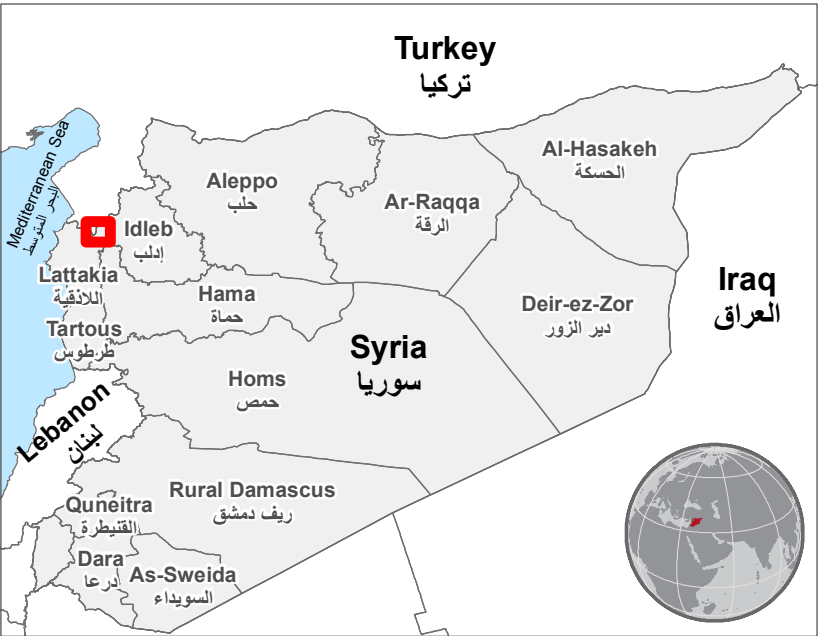 Turkey
تركيا
Mediterranean Sea
البحر المتوسط
Al-Hasakeh
الحسكة
Aleppo
حلب
Ar-Raqqa
الرقة
Idleb
إدلب
Lattakia
اللاذقية
Hama
حماة
Deir-ez-Zor
دير الزور
Iraq
العراق
Tartous
طرطوس
Syria
سوريا
Homs
حمص
Lebanon
لبنان
Rural Damascus
ريف دمشق
Quneitra
القنيطرة
Dara
درعا
As-Sweida
السويداء